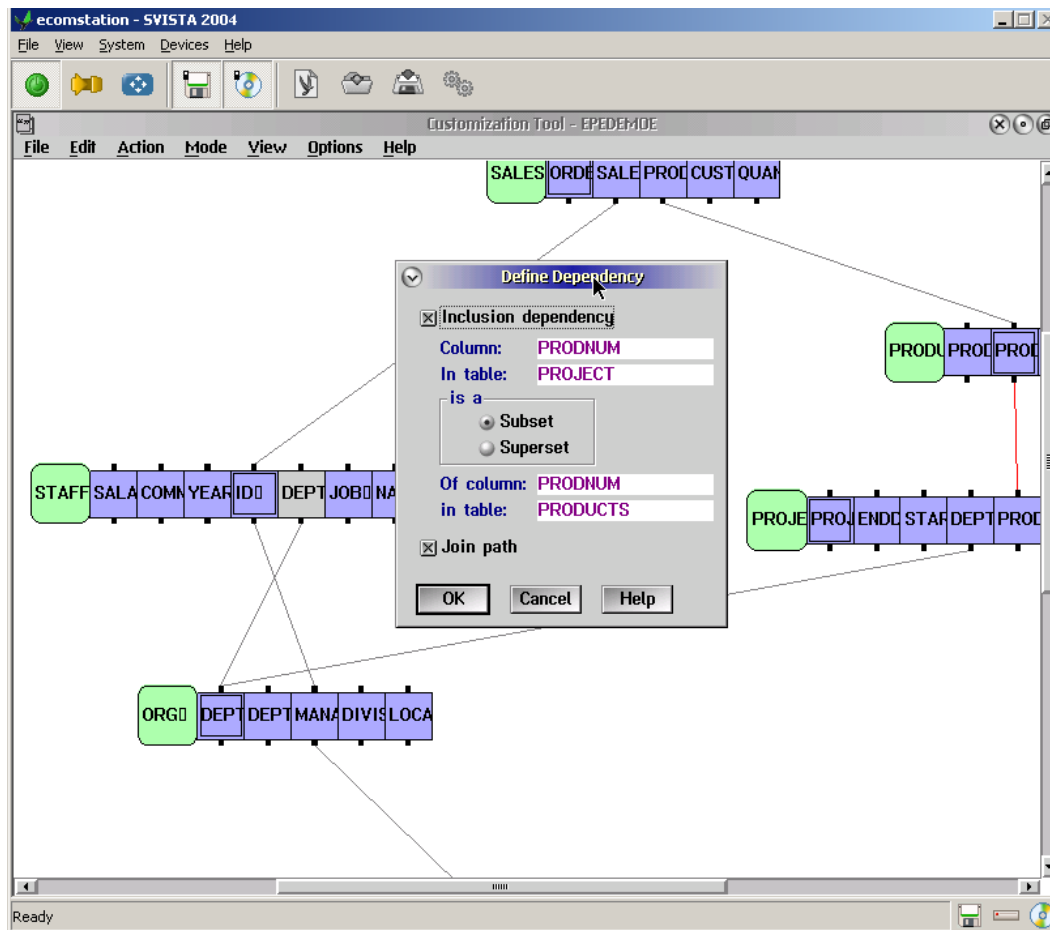 ecomstation - SVISTA 2004
File View System Devices Help
Customization Tool - EPEDEMOE
File Edit Action Mode View Options Help
SALES ORDE SALE PROD CUST QUAN
Define Dependency
Inclusion dependency
Column: PRODNUM
In table: PROJECT
is a
Subset
Superset
Of column: PRODNUM
in table: PRODUCTS
Join path
OK Cancel Help
PRODU PROD PROD
STAFF SALA COMM YEAR ID DEPT JOB NA
PROJE PROJ ENDD STAR DEPT PROD
ORG DEPT DEPT MANA DIVIS LOCA
Ready